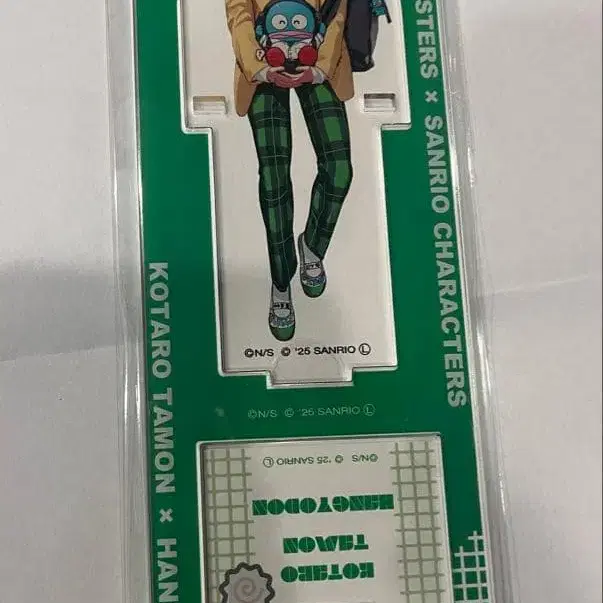 STERS × SANRIO CHARACTERS
©N/S © '25 SANRIO Ⓛ
©N/S © '25 SANRIO Ⓛ
KOTARO TAMON × HAN
©N/S © '25 SANRIO Ⓛ
HANGYODON
TAMON
KOTARO